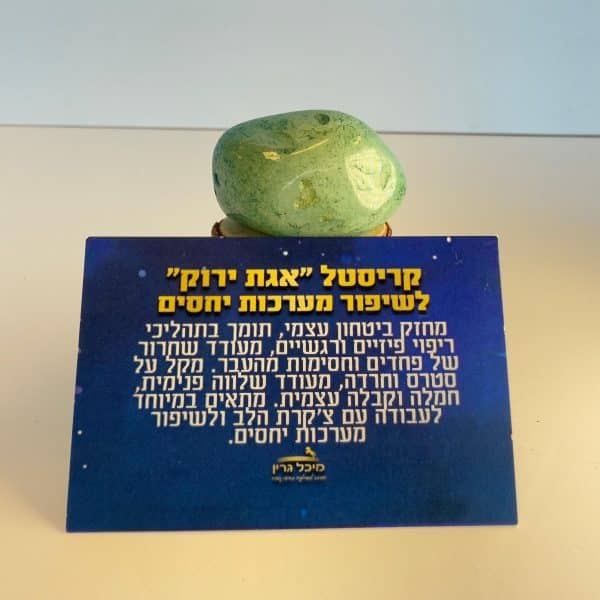 קריסטל "אגת ירוק"
לשיפור מערכות יחסים
מחזק ביטחון עצמי, תומך בתהליכי
ריפוי פיזיים ורגשיים, מעודד שחרור
של פחדים וחסימות מהעבר. מקל על
סטרס וחרדה, מעודד שלווה פנימית,
חמלה וקבלה עצמית. מתאים במיוחד
לעבודה עם צ'קרת הלב ולשיפור
מערכות יחסים.
מיכל גרין